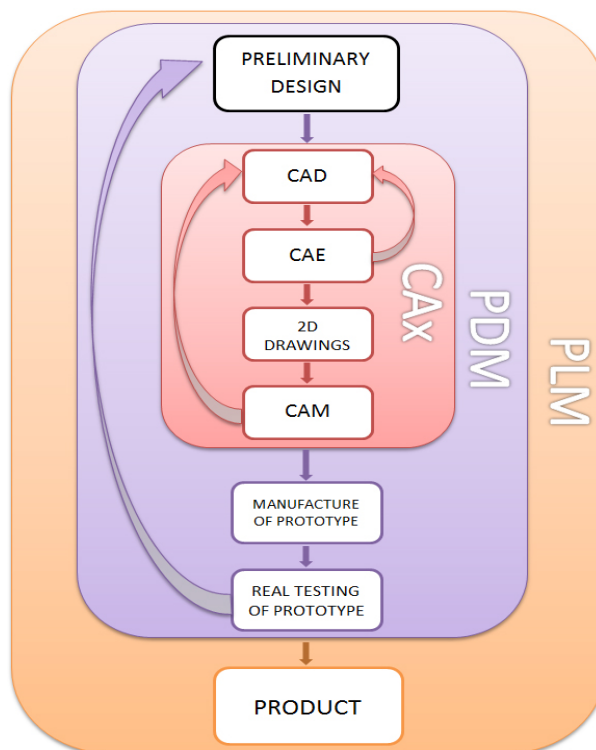 PRELIMINARY
DESIGN
CAD
CAE
2D
DRAWINGS
CAM
CAx
PDM
PLM
MANUFACTURE
OF PROTOTYPE
REAL TESTING
OF PROTOTYPE
PRODUCT